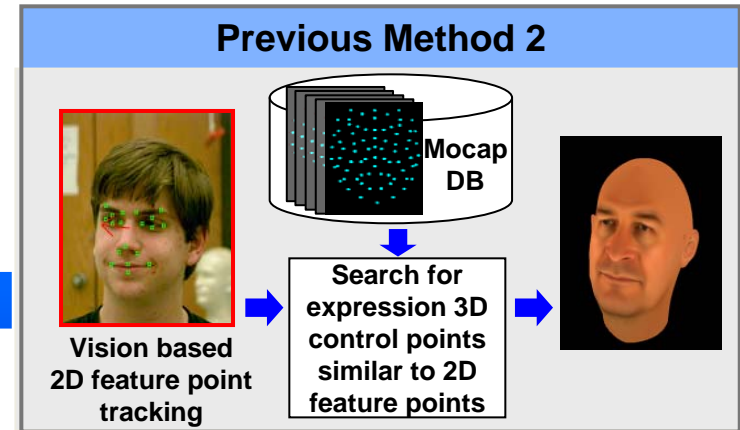 Previous Method 2
Mocap
DB
Vision based
2D feature point
tracking
Search for
expression 3D
control points
similar to 2D
feature points